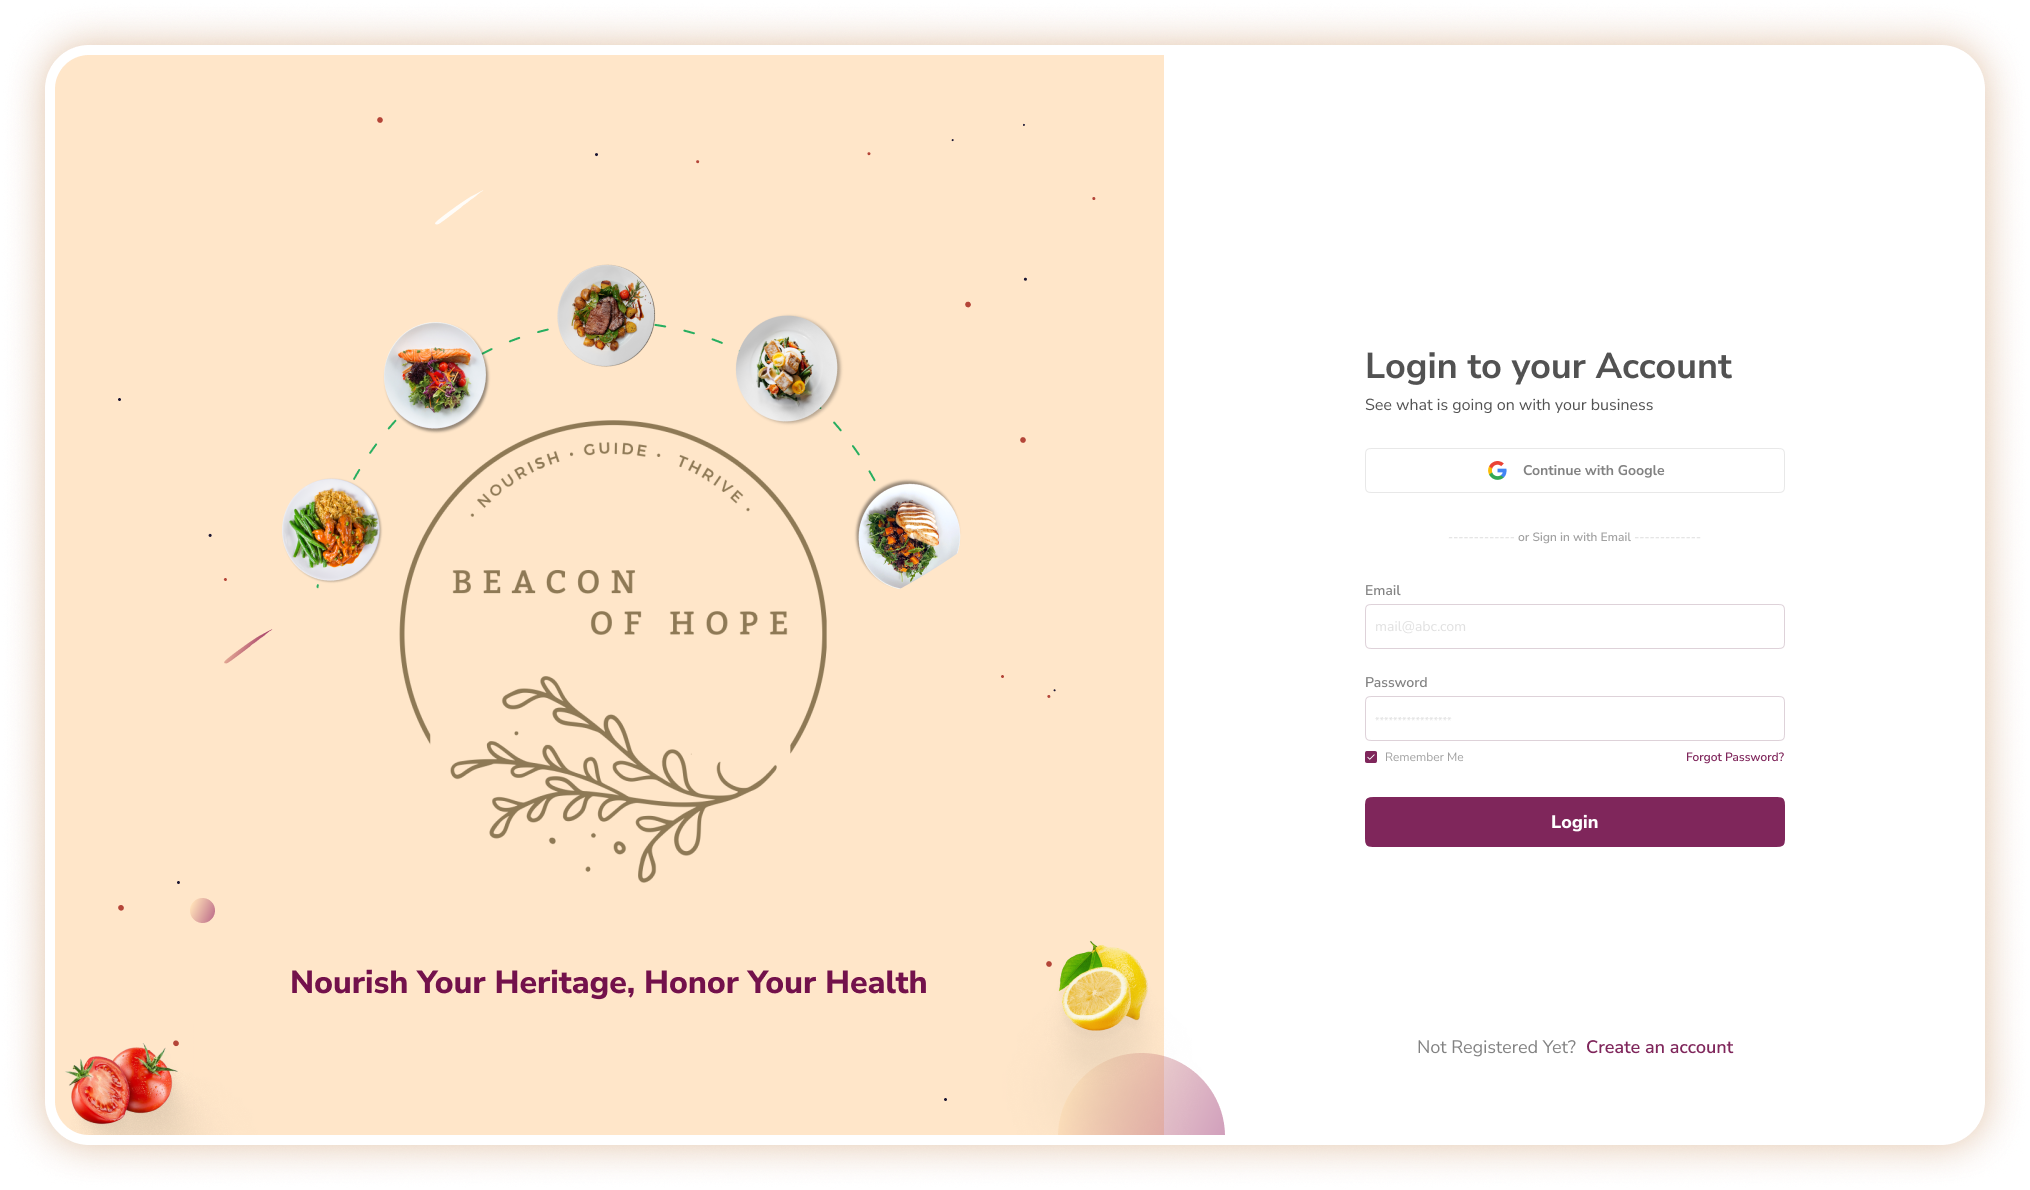 · NOURISH · GUIDE · THRIVE ·
BEACON
OF HOPE
Nourish Your Heritage, Honor Your Health
Login to your Account
See what is going on with your business
Continue with Google
------------- or Sign in with Email -------------
Email
mail@abc.com
Password
*****************
Remember Me
Forgot Password?
Login
Not Registered Yet? Create an account